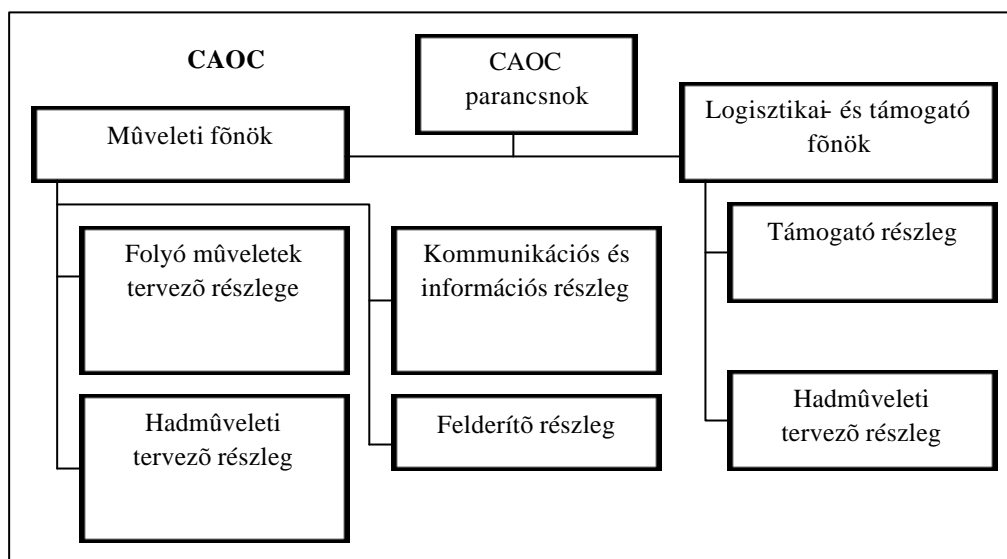 CAOC
CAOC
parancsnok
Mûveleti fõnök
Logisztikai- és támogató
fõnök
Folyó mûveletek
tervezõ részlege
Kommunikációs és
információs részleg
Támogató részleg
Hadmûveleti
tervezõ részleg
Felderítõ részleg
Hadmûveleti
tervezõ részleg